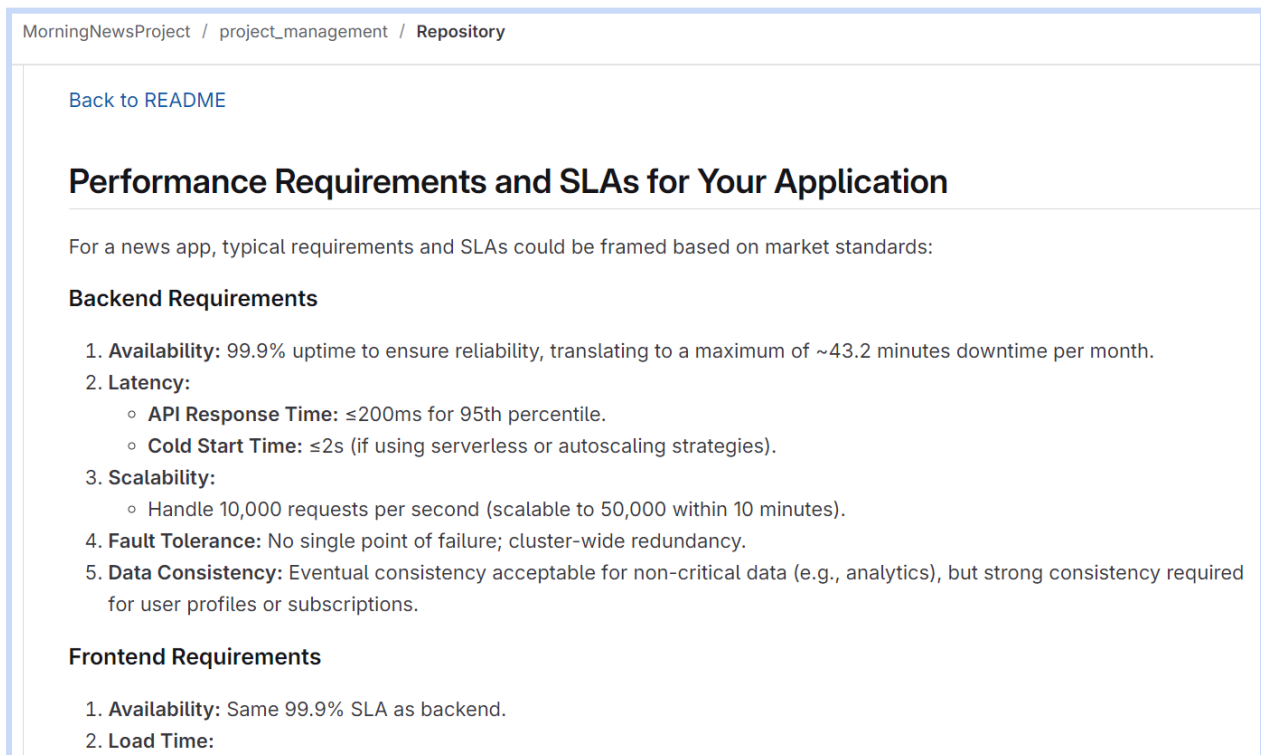 MorningNewsProject / project_management / Repository
Back to README
Performance Requirements and SLAs for Your Application
For a news app, typical requirements and SLAs could be framed based on market standards:
Backend Requirements
1. Availability: 99.9% uptime to ensure reliability, translating to a maximum of ~43.2 minutes downtime per month.
2. Latency:
◦ API Response Time: ≤200ms for 95th percentile.
◦ Cold Start Time: ≤2s (if using serverless or autoscaling strategies).
3. Scalability:
◦ Handle 10,000 requests per second (scalable to 50,000 within 10 minutes).
4. Fault Tolerance: No single point of failure; cluster-wide redundancy.
5. Data Consistency: Eventual consistency acceptable for non-critical data (e.g., analytics), but strong consistency required
for user profiles or subscriptions.
Frontend Requirements
1. Availability: Same 99.9% SLA as backend.
2. Load Time: